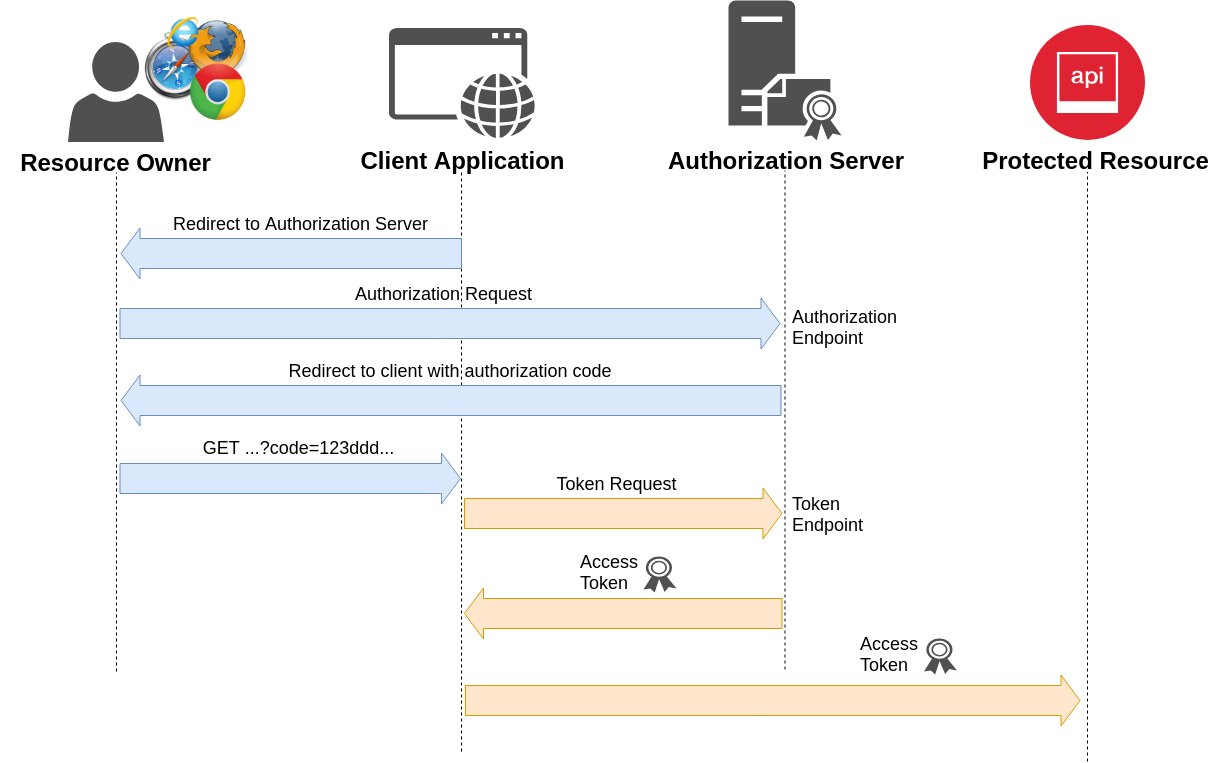 api
Resource Owner
Client Application
Authorization Server
Protected Resource
Redirect to Authorization Server
Authorization Request
Authorization
Endpoint
Redirect to client with authorization code
GET ...?code=123ddd...
Token Request
Token
Endpoint
Access
Token
Access
Token